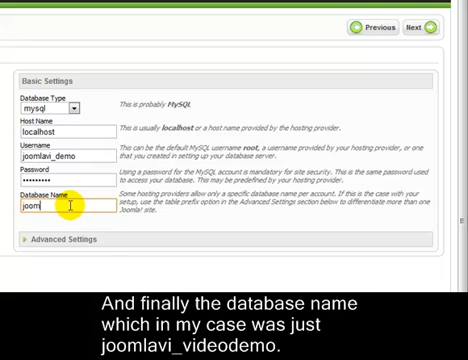 Previous
Next
Basic Settings
Database Type
mysql
This is probably MySQL
Host Name
localhost
This is usually localhost or a host name provided by the hosting provider.
Username
joomlavi_demo
This can be the default MySQL username root, a username provided by your hosting provider, or one
that you created in setting up your database server.
Password
•••••••••
Using a password for the MySQL account is mandatory for site security. This is the same password used
to access your database. This may be predefined by your hosting provider.
Database Name
joom
Some hosting providers allow only a specific database name per account. If this is the case with your
setup, use the table prefix option in the Advanced Settings section below to differentiate more than one
Joomla! site.
Advanced Settings
And finally the database name
which in my case was just
joomlavi_videodemo.